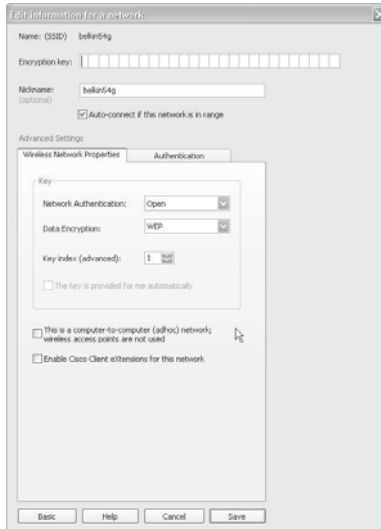 Edit information for a network
Name: (SSID) belkin54g
Encryption key:
Nickname: belkin54g
(optional)
Auto-connect if this network is in range
Advanced Settings
Wireless Network Properties Authentication
Key
Network Authentication: Open
Data Encryption: WEP
Key index (advanced): 1
The key is provided for me automatically
This is a computer-to-computer (adhoc) network;
wireless access points are not used
Enable Cisco Client eXtensions for this network
Basic Help Cancel Save